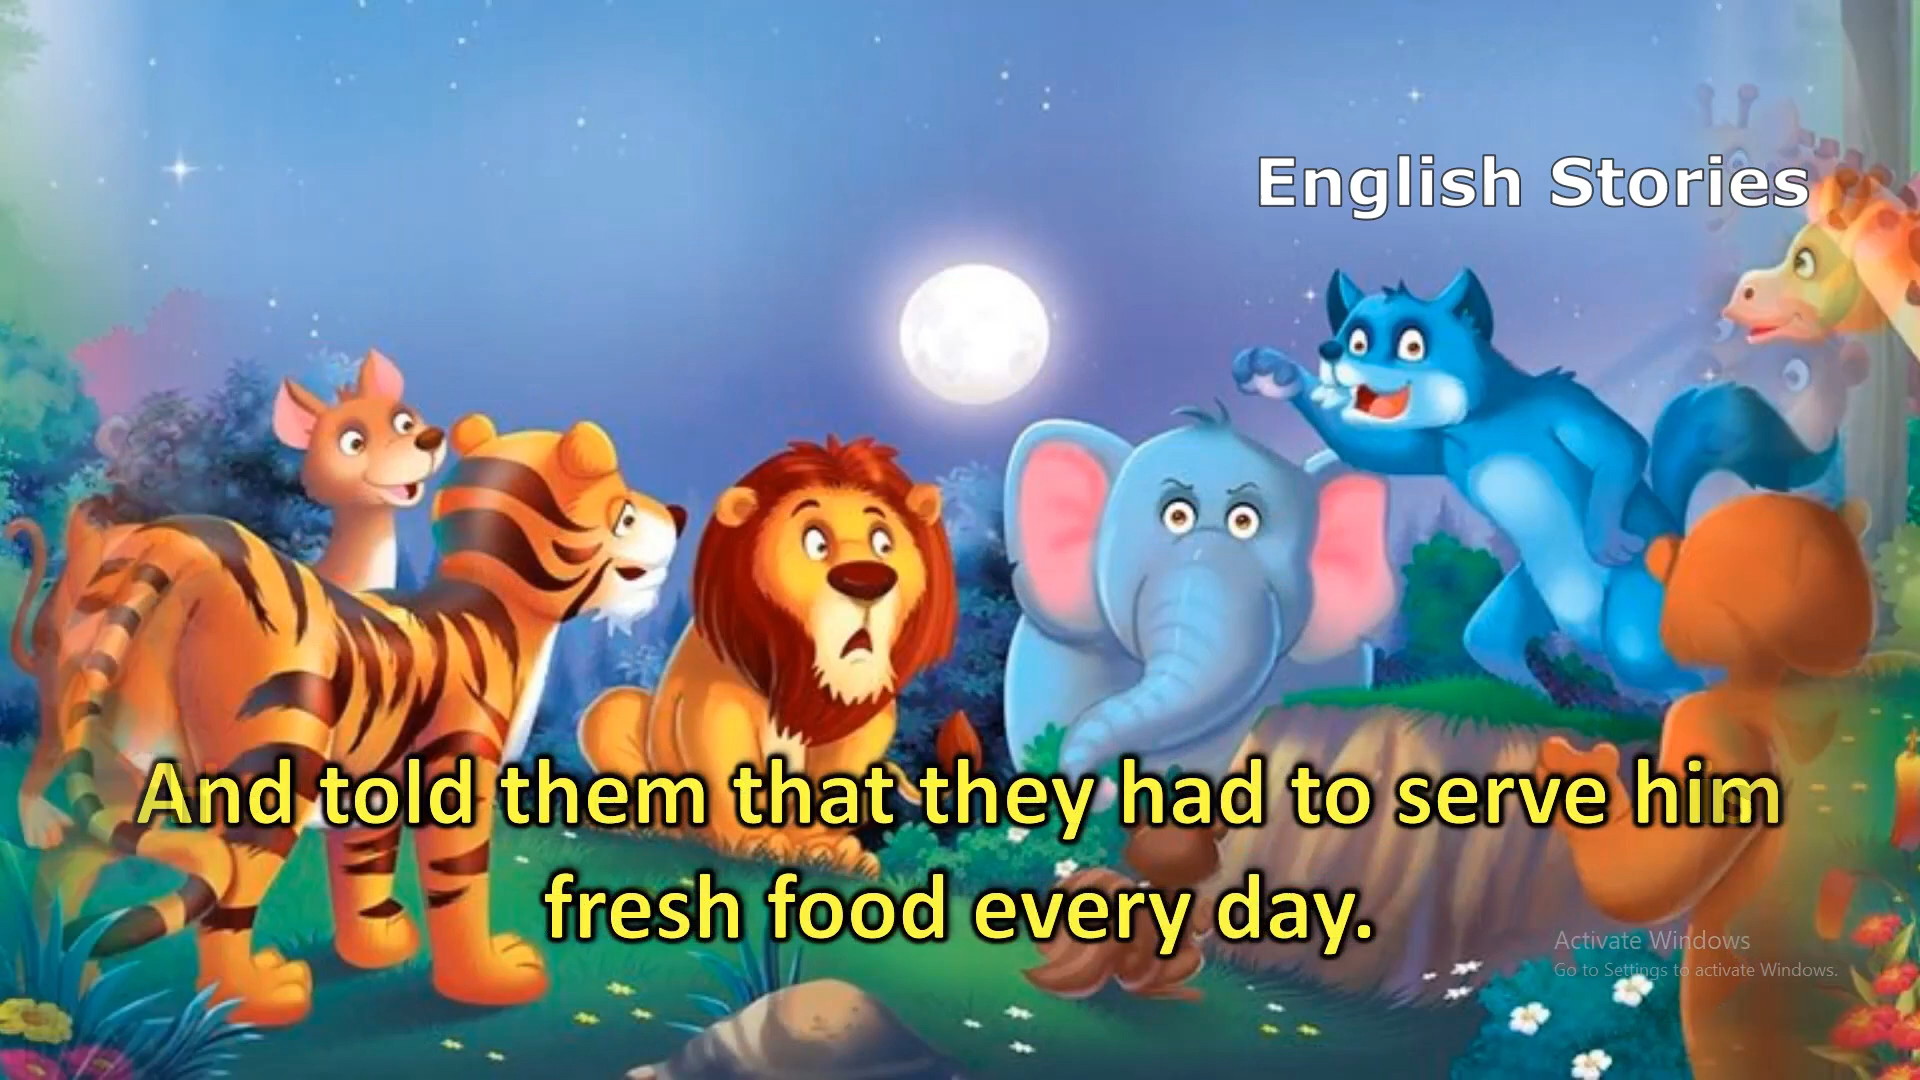 English Stories
And told them that they had to serve him
fresh food every day.
Activate Windows
Go to Settings to activate Windows.